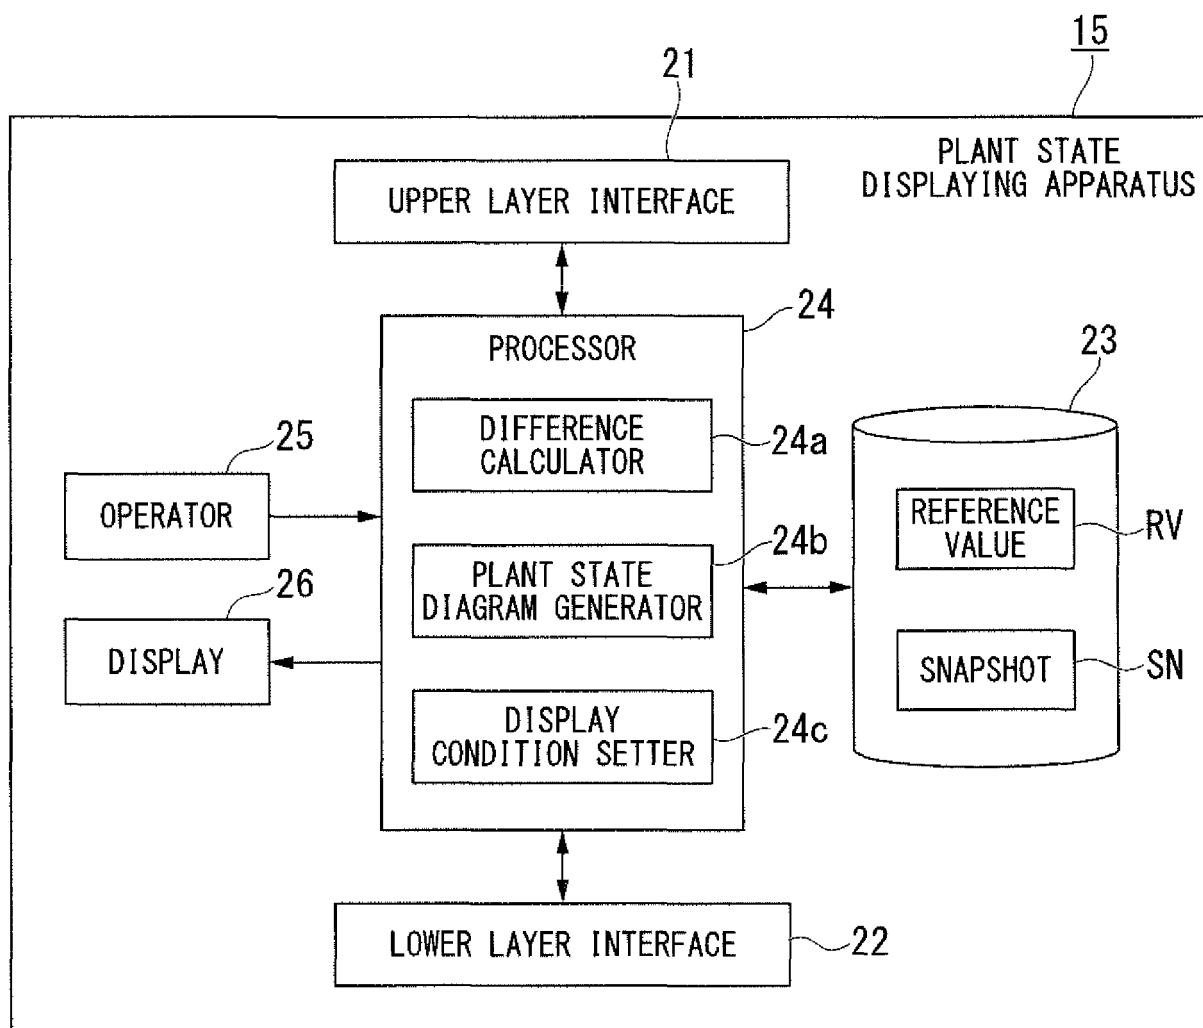 15
21
PLANT STATE
DISPLAYING APPARATUS
UPPER LAYER INTERFACE
24
PROCESSOR
23
DIFFERENCE
CALCULATOR
24a
25
OPERATOR
REFERENCE
VALUE
RV
24b
PLANT STATE
DIAGRAM GENERATOR
26
DISPLAY
SNAPSHOT
SN
DISPLAY
CONDITION SETTER
24c
LOWER LAYER INTERFACE
22